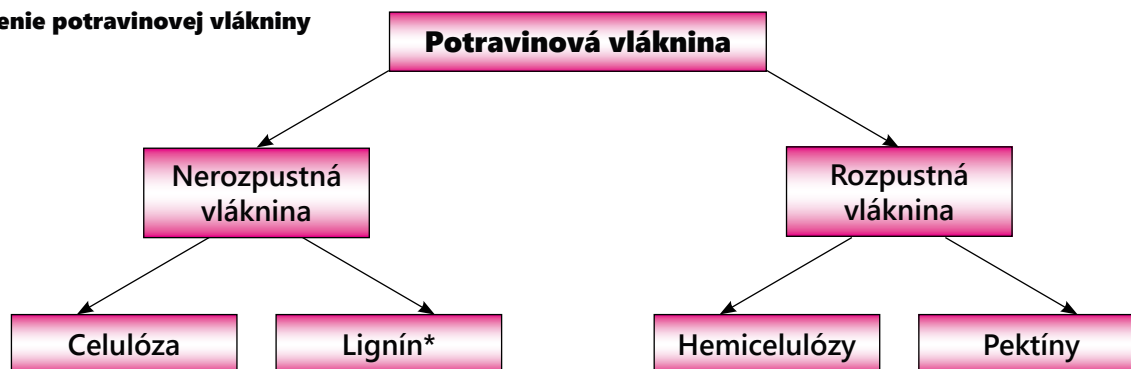 enie potravinovej vlákniny
Potravinová vláknina
Nerozpustná
vláknina
Rozpustná
vláknina
Celulóza
Lignín*
Hemicelulózy
Pektíny